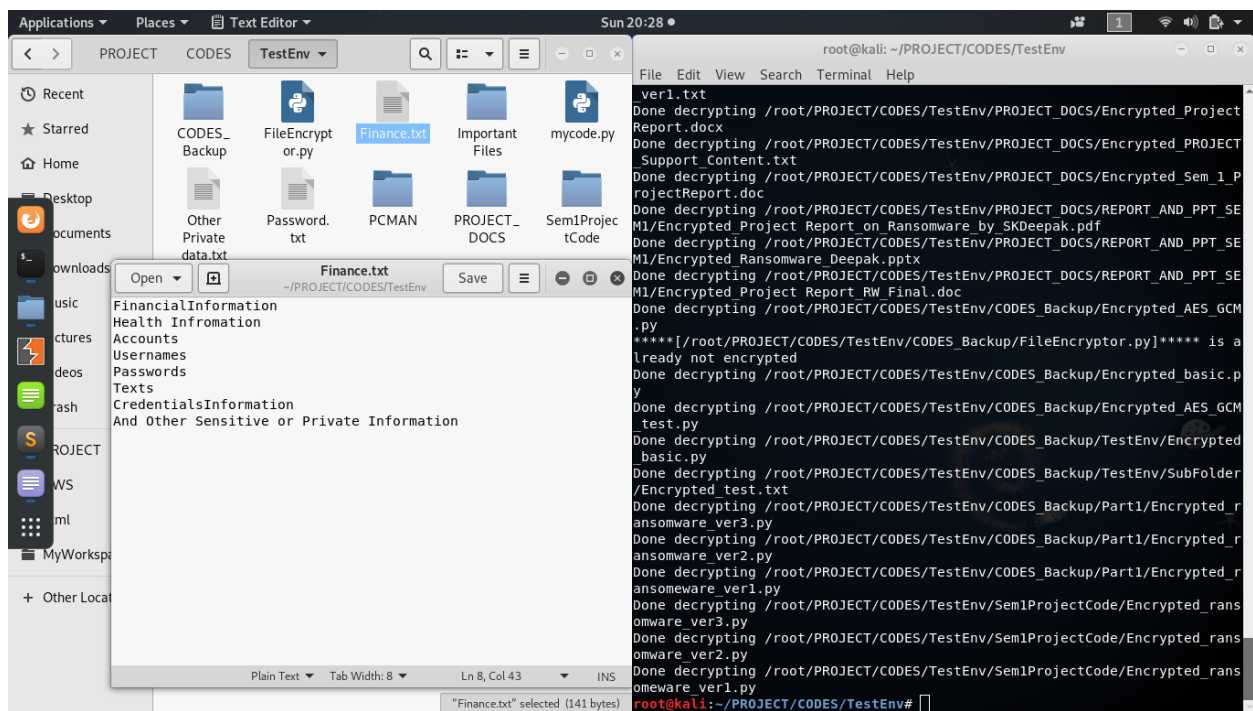 Applications Places Text Editor Sun 20:28 1
PROJECT CODES TestEnv
Recent
Starred
Home
Desktop
ocuments
ownloads
usic
ctures
deos
rash
ROJECT
WS
ml
MyWorkspa
+ Other Locat
CODES_
Backup
FileEncrypt
or.py
Finance.txt
Important
Files
mycode.py
Other
Private
data.txt
Password.
txt
PCMAN
PROJECT_
DOCS
Sem1Projec
tCode
Open Finance.txt Save
~/PROJECT/CODES/TestEnv
FinancialInformation
Health Infromation
Accounts
Usernames
Passwords
Texts
CredentialsInformation
And Other Sensitive or Private Information
Plain Text Tab Width: 8 Ln 8, Col 43 INS
"Finance.txt" selected (141 bytes)
root@kali: ~/PROJECT/CODES/TestEnv
File Edit View Search Terminal Help
_ver1.txt
Done decrypting /root/PROJECT/CODES/TestEnv/PROJECT_DOCS/Encrypted_Project
Report.docx
Done decrypting /root/PROJECT/CODES/TestEnv/PROJECT_DOCS/Encrypted_PROJECT
_Support_Content.txt
Done decrypting /root/PROJECT/CODES/TestEnv/PROJECT_DOCS/Encrypted_Sem_1_P
rojectReport.doc
Done decrypting /root/PROJECT/CODES/TestEnv/PROJECT_DOCS/REPORT_AND_PPT_SE
M1/Encrypted_Project Report_on_Ransomware_by_SKDeepak.pdf
Done decrypting /root/PROJECT/CODES/TestEnv/PROJECT_DOCS/REPORT_AND_PPT_SE
M1/Encrypted_Ransomware_Deepak.pptx
Done decrypting /root/PROJECT/CODES/TestEnv/PROJECT_DOCS/REPORT_AND_PPT_SE
M1/Encrypted_Project Report_RW_Final.doc
Done decrypting /root/PROJECT/CODES/TestEnv/CODES_Backup/Encrypted_AES_GCM
.py
*****[/root/PROJECT/CODES/TestEnv/CODES_Backup/FileEncryptor.py]***** is a
lready not encrypted
Done decrypting /root/PROJECT/CODES/TestEnv/CODES_Backup/Encrypted_basic.p
y
Done decrypting /root/PROJECT/CODES/TestEnv/CODES_Backup/Encrypted_AES_GCM
_test.py
Done decrypting /root/PROJECT/CODES/TestEnv/CODES_Backup/TestEnv/Encrypted
_basic.py
Done decrypting /root/PROJECT/CODES/TestEnv/CODES_Backup/TestEnv/SubFolder
/Encrypted_test.txt
Done decrypting /root/PROJECT/CODES/TestEnv/CODES_Backup/Part1/Encrypted_r
ansomware_ver3.py
Done decrypting /root/PROJECT/CODES/TestEnv/CODES_Backup/Part1/Encrypted_r
ansomware_ver2.py
Done decrypting /root/PROJECT/CODES/TestEnv/CODES_Backup/Part1/Encrypted_r
ansomeware_ver1.py
Done decrypting /root/PROJECT/CODES/TestEnv/Sem1ProjectCode/Encrypted_rans
omware_ver3.py
Done decrypting /root/PROJECT/CODES/TestEnv/Sem1ProjectCode/Encrypted_rans
omware_ver2.py
Done decrypting /root/PROJECT/CODES/TestEnv/Sem1ProjectCode/Encrypted_rans
omeware_ver1.py
root@kali:~/PROJECT/CODES/TestEnv#